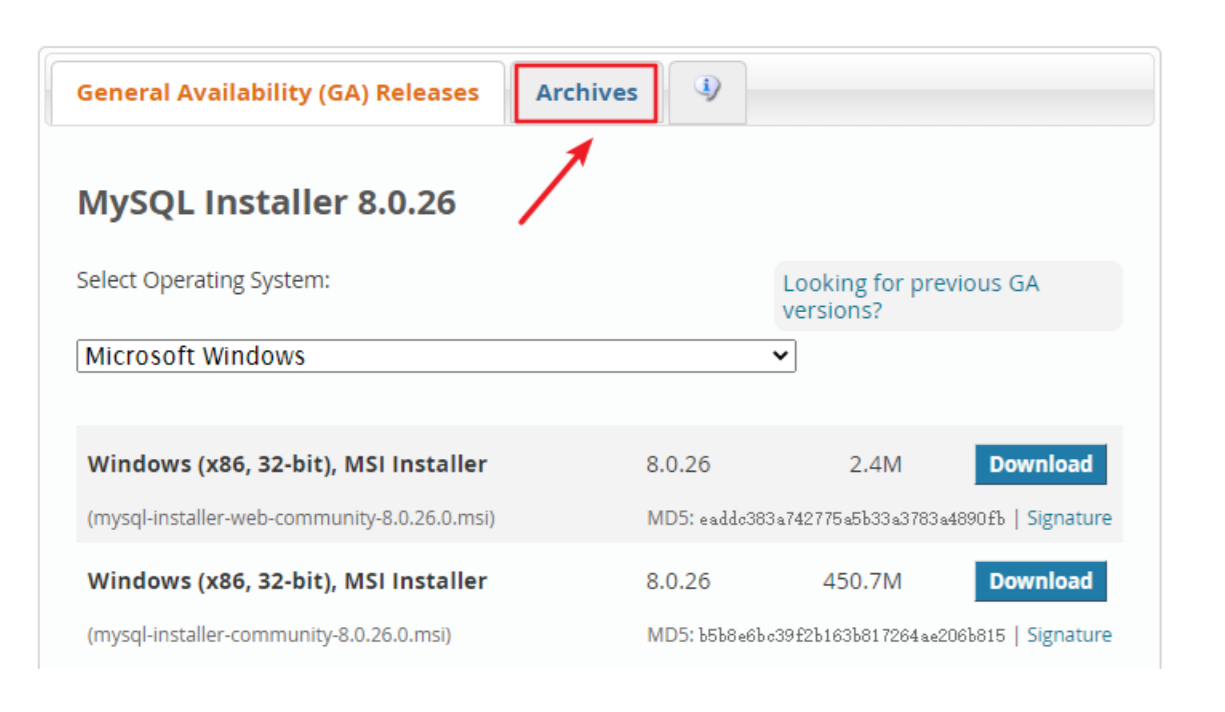 General Availability (GA) Releases
Archives
MySQL Installer 8.0.26
Select Operating System:
Looking for previous GA
versions?
Microsoft Windows
Windows (x86, 32-bit), MSI Installer 8.0.26 2.4M Download
(mysql-installer-web-community-8.0.26.0.msi) MD5: eaddc383a742775a5b33a3783a4890fb | Signature
Windows (x86, 32-bit), MSI Installer 8.0.26 450.7M Download
(mysql-installer-community-8.0.26.0.msi) MD5: b5b8e6bc39f2b163b817264ae206b815 | Signature